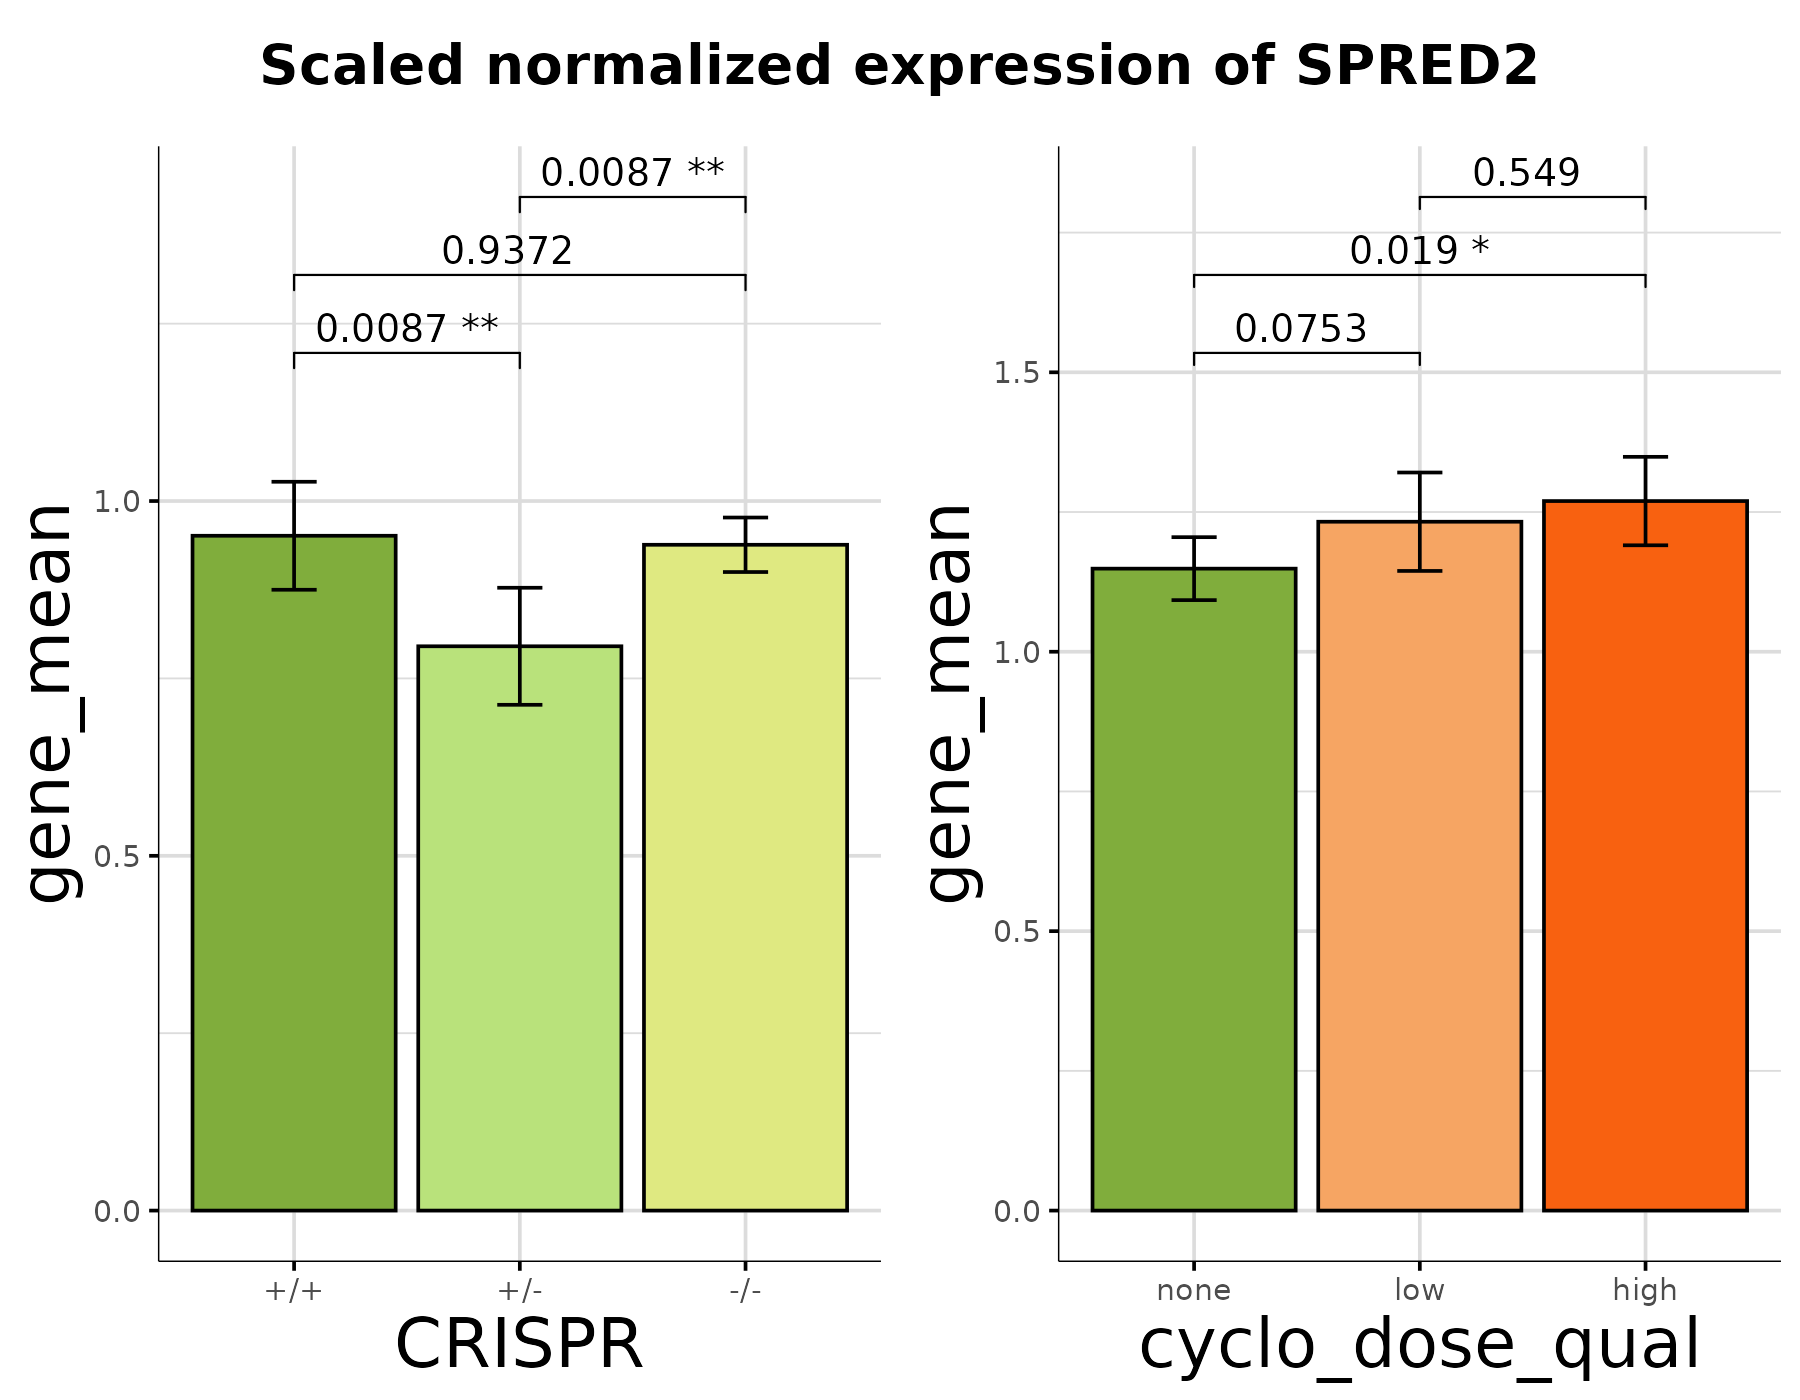 Scaled normalized expression of SPRED2
0.0087 **
0.9372
0.0087 **
gene_mean
1.0
0.5
0.0
+/+
+/-
-/-
CRISPR
0.549
0.019 *
0.0753
gene_mean
1.5
1.0
0.5
0.0
none
low
high
cyclo_dose_qual